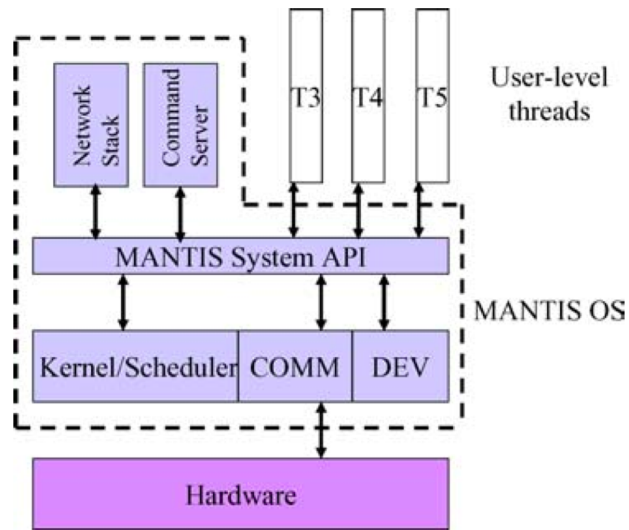 Network
Stack
Command
Server
T3
T4
T5
User-level
threads
MANTIS System API
MANTIS OS
Kernel/Scheduler
COMM
DEV
Hardware